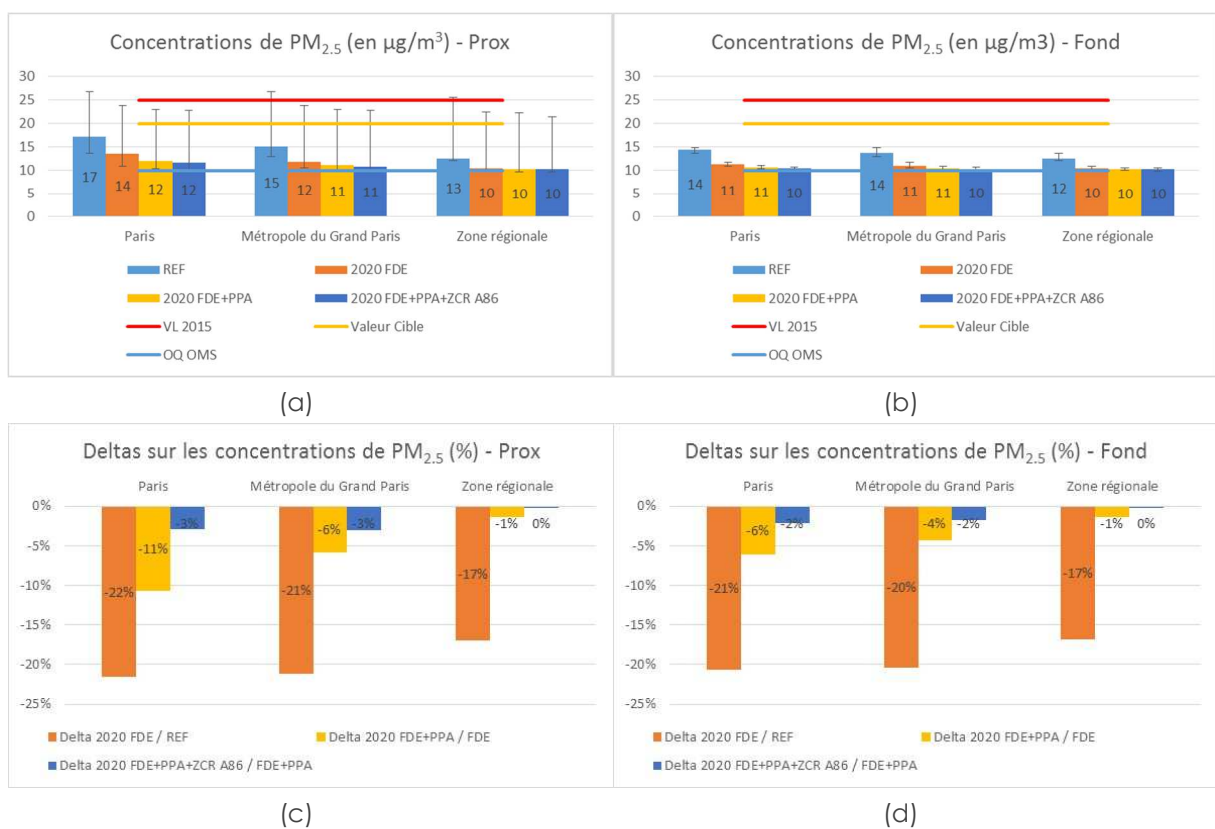 Concentrations de PM2.5 (en µg/m³) - Prox
30
25
20
15
10
5
0
17
14
12
12
15
12
11
11
13
10
10
10
Paris
Métropole du Grand Paris
Zone régionale
REF
2020 FDE
2020 FDE+PPA
2020 FDE+PPA+ZCR A86
VL 2015
Valeur Cible
OQ OMS
(a)
Concentrations de PM2.5 (en µg/m3) - Fond
30
25
20
15
10
5
0
14
11
11
10
14
11
11
10
12
10
10
10
Paris
Métropole du Grand Paris
Zone régionale
REF
2020 FDE
2020 FDE+PPA
2020 FDE+PPA+ZCR A86
VL 2015
Valeur Cible
OQ OMS
(b)
Deltas sur les concentrations de PM2.5 (%) - Prox
Paris
Métropole du Grand Paris
Zone régionale
0%
-5%
-10%
-15%
-20%
-25%
-22%
-11%
-3%
-21%
-6%
-3%
-17%
-1%
0%
Delta 2020 FDE / REF
Delta 2020 FDE+PPA / FDE
Delta 2020 FDE+PPA+ZCR A86 / FDE+PPA
(c)
Deltas sur les concentrations de PM2.5 (%) - Fond
Paris
Métropole du Grand Paris
Zone régionale
0%
-5%
-10%
-15%
-20%
-25%
-21%
-6%
-2%
-20%
-4%
-2%
-17%
-1%
0%
Delta 2020 FDE / REF
Delta 2020 FDE+PPA / FDE
Delta 2020 FDE+PPA+ZCR A86 / FDE+PPA
(d)